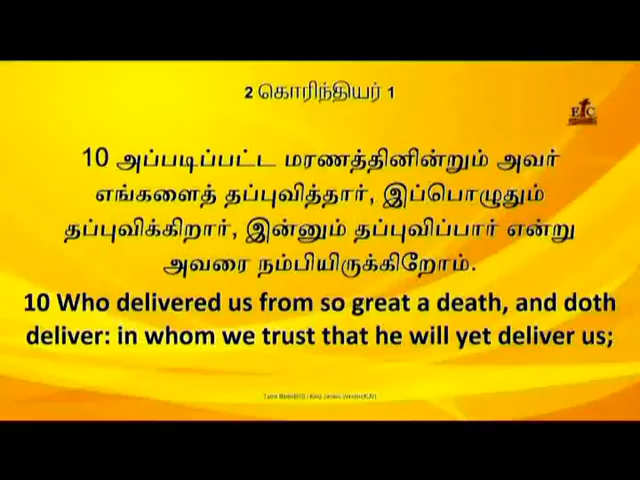 2 கொரிந்தியர் 1
10 அப்படிப்பட்ட மரணத்தினின்றும் அவர்
எங்களைத் தப்புவித்தார், இப்பொழுதும்
தப்புவிக்கிறார், இன்னும் தப்புவிப்பார் என்று
அவரை நம்பியிருக்கிறோம்.
10 Who delivered us from so great a death, and doth
deliver: in whom we trust that he will yet deliver us;